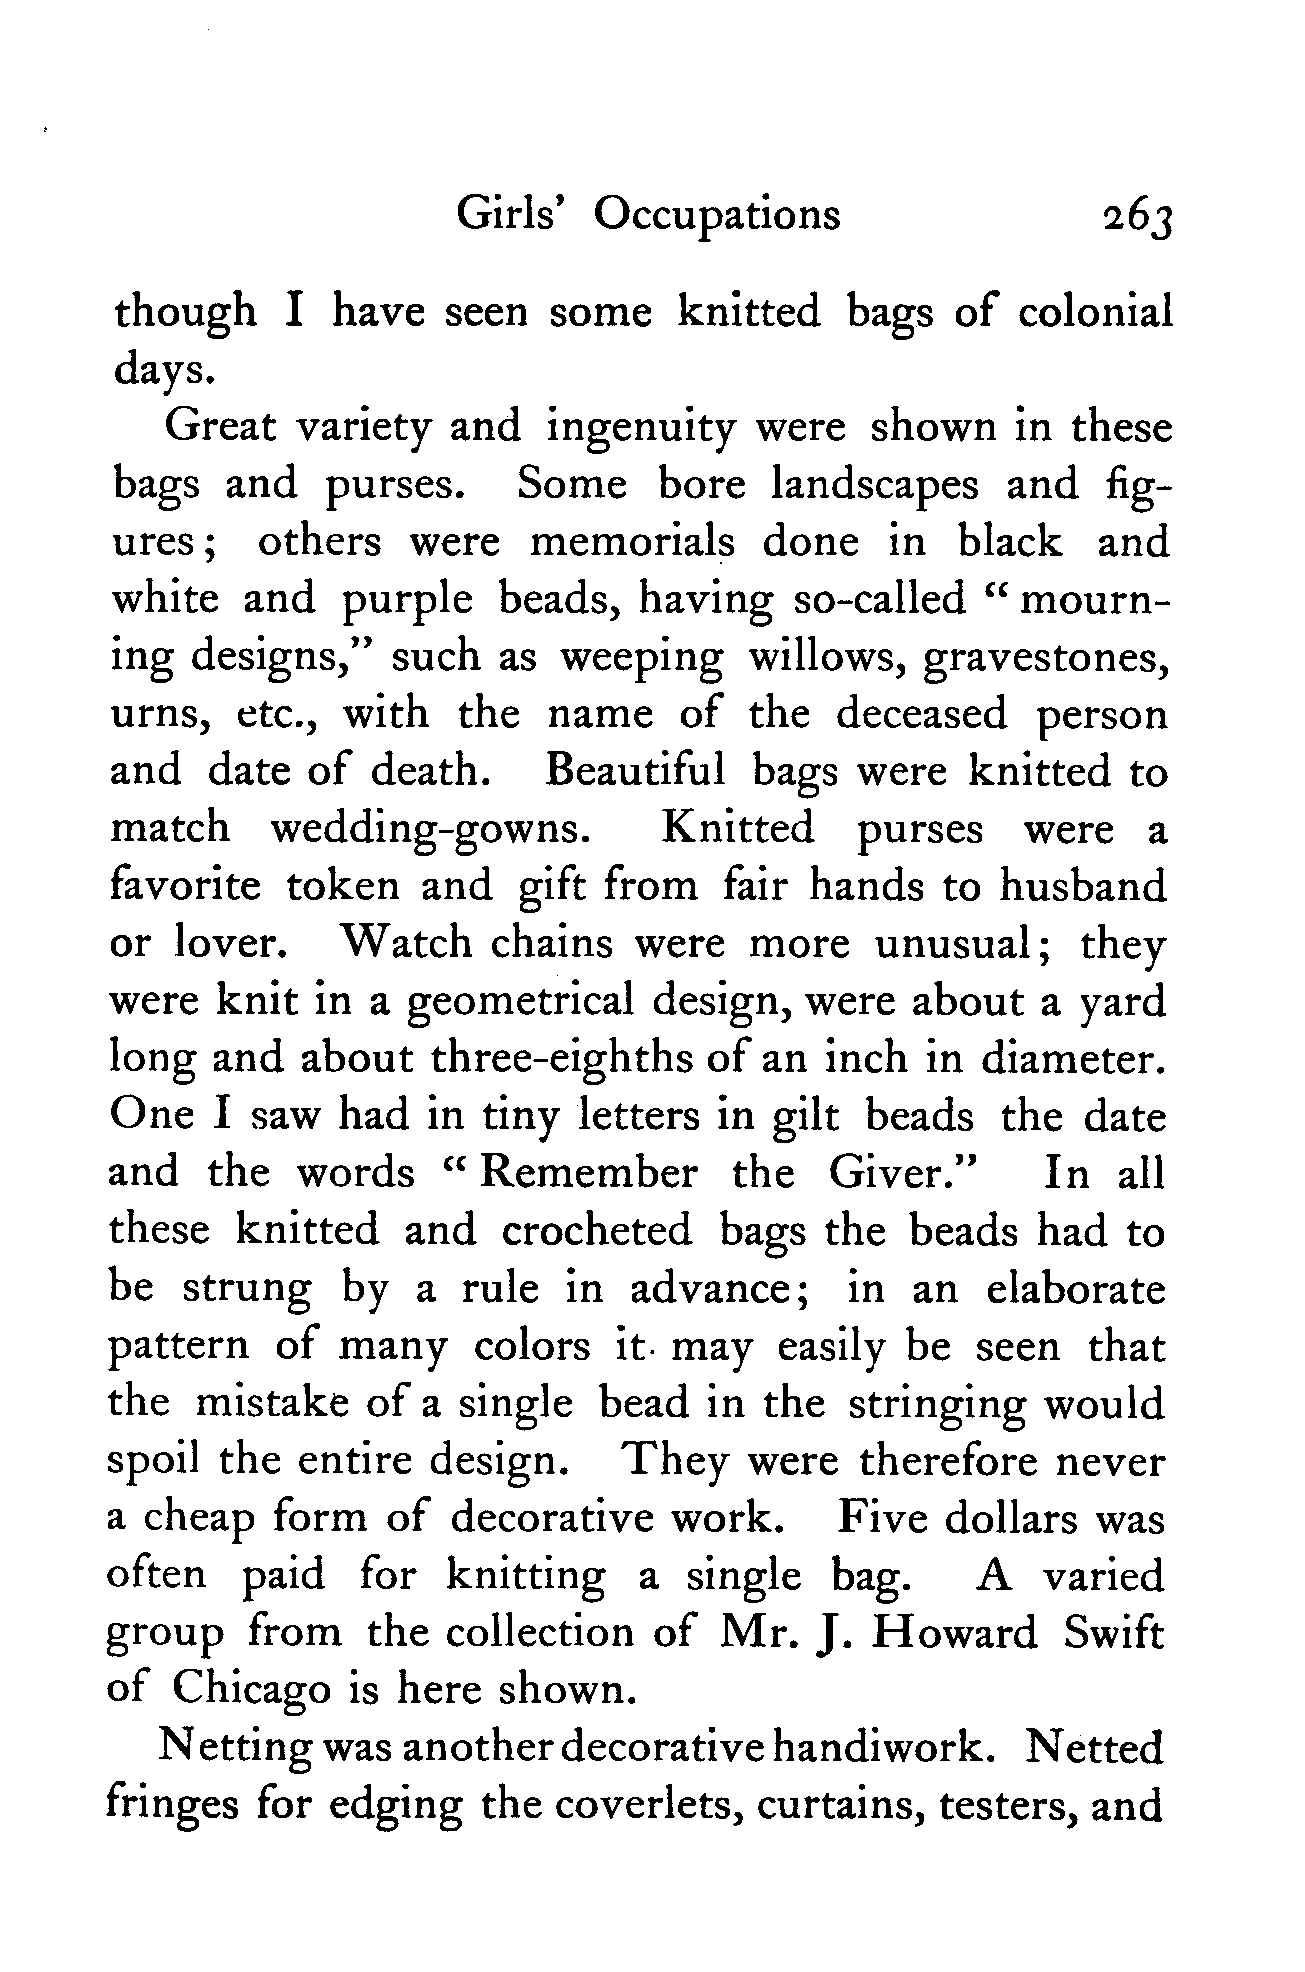 Girls' Occupations 263
though I have seen some knitted bags of colonial
days.
Great variety and ingenuity were shown in these
bags and purses. Some bore landscapes and fig-
ures; others were memorials done in black and
white and purple beads, having so-called "mourn-
ing designs," such as weeping willows, gravestones,
urns, etc., with the name of the deceased person
and date of death. Beautiful bags were knitted to
match wedding-gowns. Knitted purses were a
favorite token and gift from fair hands to husband
or lover. Watch chains were more unusual; they
were knit in a geometrical design, were about a yard
long and about three-eighths of an inch in diameter.
One I saw had in tiny letters in gilt beads the date
and the words "Remember the Giver." In all
these knitted and crocheted bags the beads had to
be strung by a rule in advance; in an elaborate
pattern of many colors it may easily be seen that
the mistake of a single bead in the stringing would
spoil the entire design. They were therefore never
a cheap form of decorative work. Five dollars was
often paid for knitting a single bag. A varied
group from the collection of Mr. J. Howard Swift
of Chicago is here shown.
Netting was another decorative handiwork. Netted
fringes for edging the coverlets, curtains, testers, and